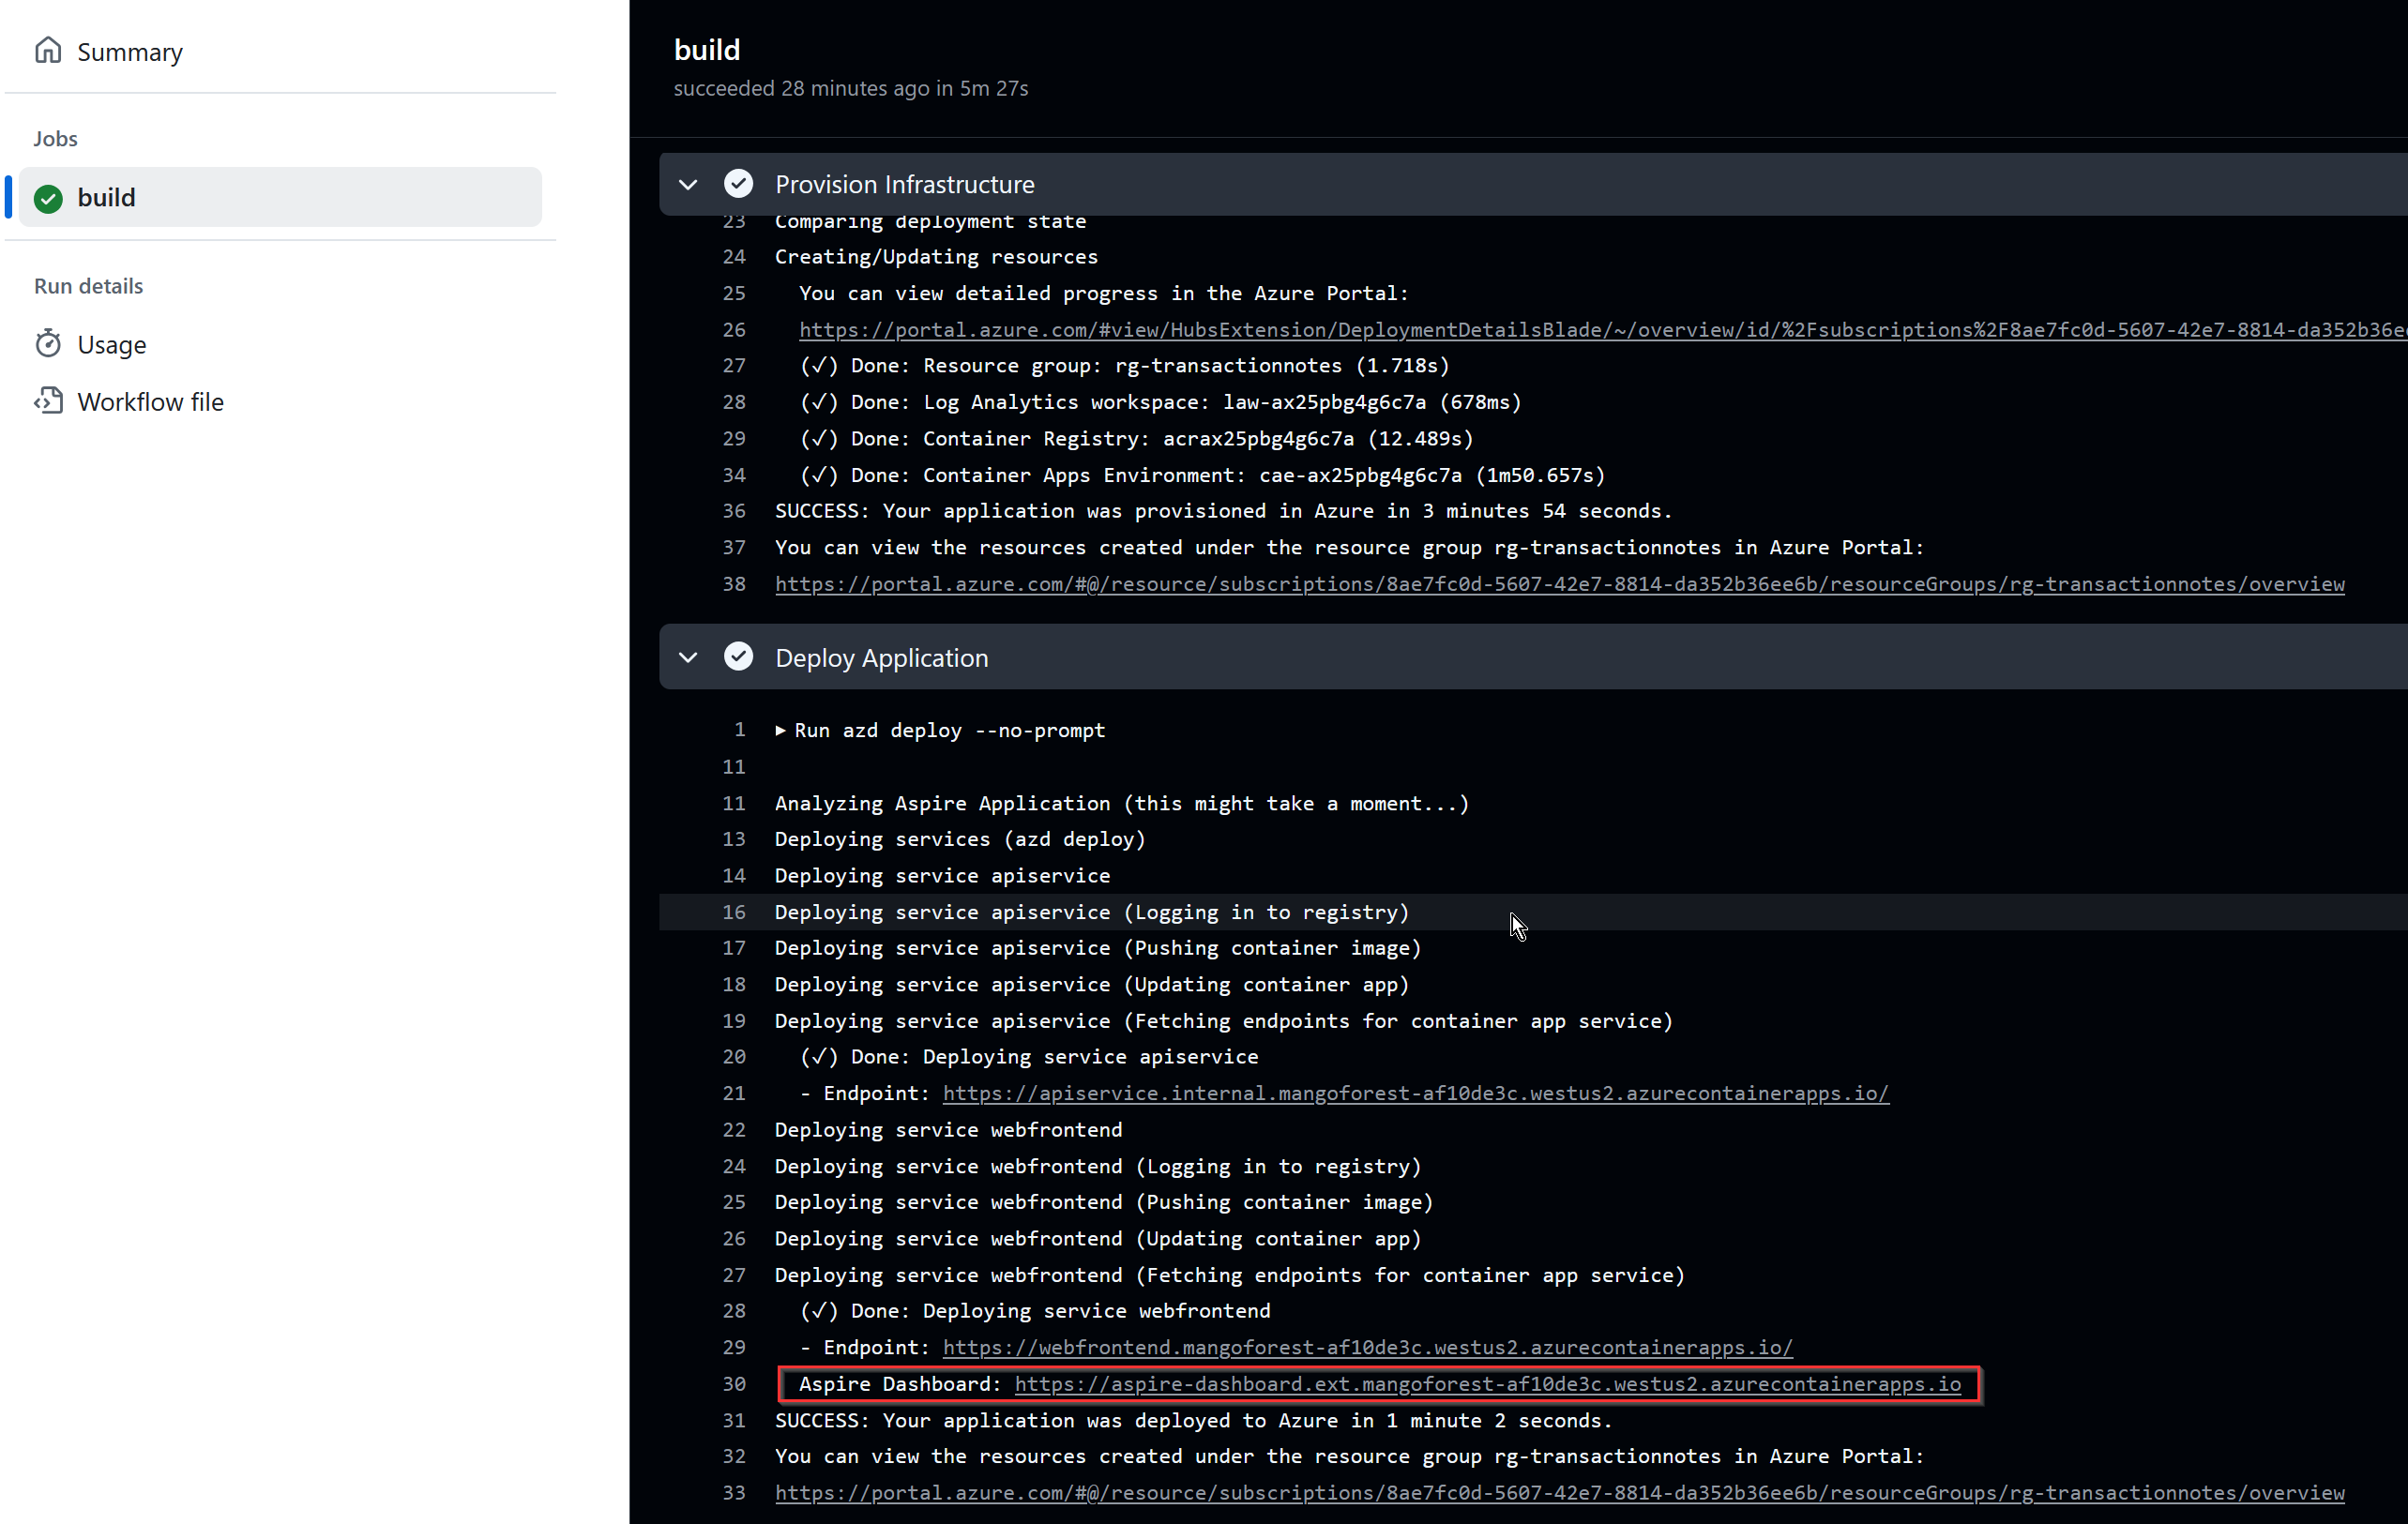 Summary
Jobs
build
Run details
Usage
Workflow file
build
succeeded 28 minutes ago in 5m 27s
Provision Infrastructure
23 Comparing deployment state
24 Creating/Updating resources
25 You can view detailed progress in the Azure Portal:
26 https://portal.azure.com/#view/HubsExtension/DeploymentDetailsBlade/~/overview/id/%2Fsubscriptions%2F8ae7fc0d-5607-42e7-8814-da352b36e
27 (✓) Done: Resource group: rg-transactionnotes (1.718s)
28 (✓) Done: Log Analytics workspace: law-ax25pbg4g6c7a (678ms)
29 (✓) Done: Container Registry: acrax25pbg4g6c7a (12.489s)
34 (✓) Done: Container Apps Environment: cae-ax25pbg4g6c7a (1m50.657s)
36 SUCCESS: Your application was provisioned in Azure in 3 minutes 54 seconds.
37 You can view the resources created under the resource group rg-transactionnotes in Azure Portal:
38 https://portal.azure.com/#@/resource/subscriptions/8ae7fc0d-5607-42e7-8814-da352b36ee6b/resourceGroups/rg-transactionnotes/overview
Deploy Application
1 ▶ Run azd deploy --no-prompt
11
11 Analyzing Aspire Application (this might take a moment...)
13 Deploying services (azd deploy)
14 Deploying service apiservice
16 Deploying service apiservice (Logging in to registry)
17 Deploying service apiservice (Pushing container image)
18 Deploying service apiservice (Updating container app)
19 Deploying service apiservice (Fetching endpoints for container app service)
20 (✓) Done: Deploying service apiservice
21 - Endpoint: https://apiservice.internal.mangoforest-af10de3c.westus2.azurecontainerapps.io/
22 Deploying service webfrontend
24 Deploying service webfrontend (Logging in to registry)
25 Deploying service webfrontend (Pushing container image)
26 Deploying service webfrontend (Updating container app)
27 Deploying service webfrontend (Fetching endpoints for container app service)
28 (✓) Done: Deploying service webfrontend
29 - Endpoint: https://webfrontend.mangoforest-af10de3c.westus2.azurecontainerapps.io/
30 Aspire Dashboard: https://aspire-dashboard.ext.mangoforest-af10de3c.westus2.azurecontainerapps.io
31 SUCCESS: Your application was deployed to Azure in 1 minute 2 seconds.
32 You can view the resources created under the resource group rg-transactionnotes in Azure Portal:
33 https://portal.azure.com/#@/resource/subscriptions/8ae7fc0d-5607-42e7-8814-da352b36ee6b/resourceGroups/rg-transactionnotes/overview